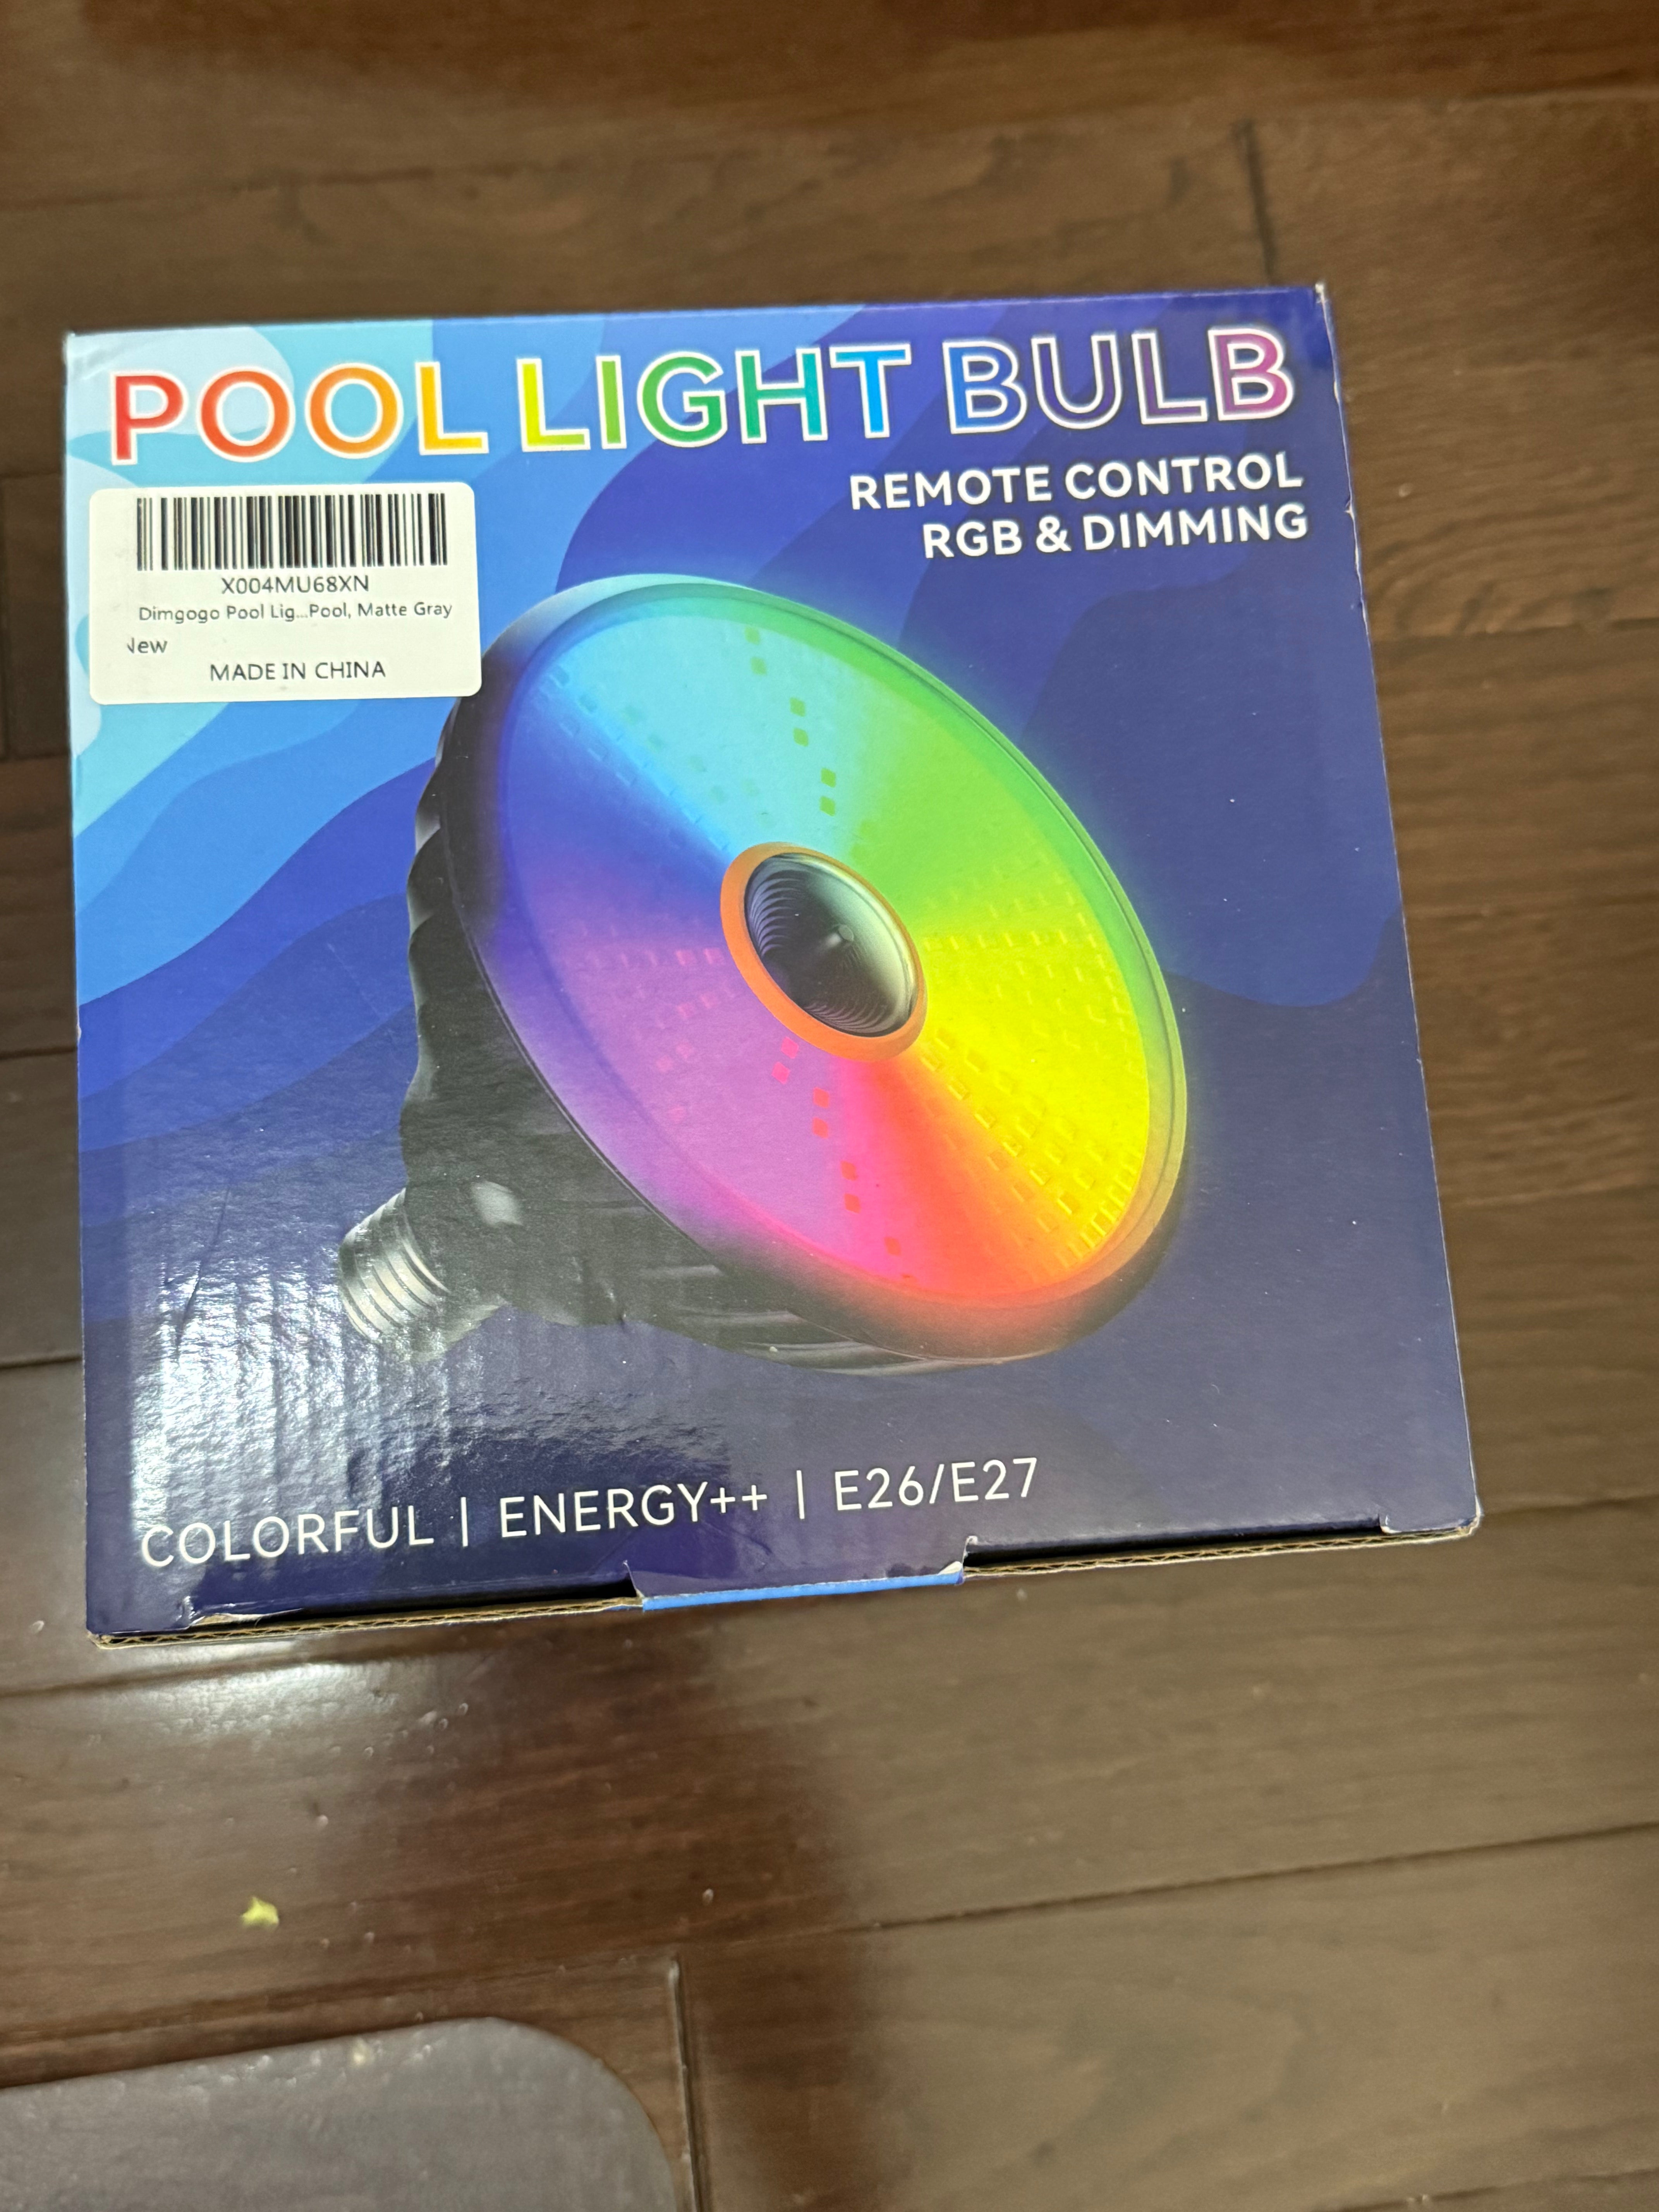 POOL LIGHT BULB
REMOTE CONTROL
RGB & DIMMING
X004MU68XN
Dimgogo Pool Lig...Pool, Matte Gray
New
MADE IN CHINA
COLORFUL | ENERGY++ | E26/E27